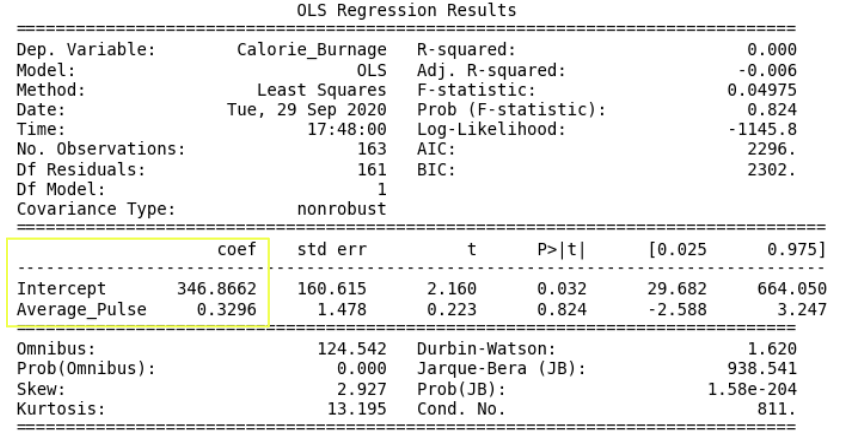 OLS Regression Results
==============================================================================
Dep. Variable: Calorie_Burnage R-squared: 0.000
Model: OLS Adj. R-squared: -0.006
Method: Least Squares F-statistic: 0.04975
Date: Tue, 29 Sep 2020 Prob (F-statistic): 0.824
Time: 17:48:00 Log-Likelihood: -1145.8
No. Observations: 163 AIC: 2296.
Df Residuals: 161 BIC: 2302.
Df Model: 1
Covariance Type: nonrobust
=================================================================================
coef std err t P>|t| [0.025 0.975]
---------------------------------------------------------------------------------
Intercept 346.8662 160.615 2.160 0.032 29.682 664.050
Average_Pulse 0.3296 1.478 0.223 0.824 -2.588 3.247
==============================================================================
Omnibus: 124.542 Durbin-Watson: 1.620
Prob(Omnibus): 0.000 Jarque-Bera (JB): 938.541
Skew: 2.927 Prob(JB): 1.58e-204
Kurtosis: 13.195 Cond. No. 811.
==============================================================================